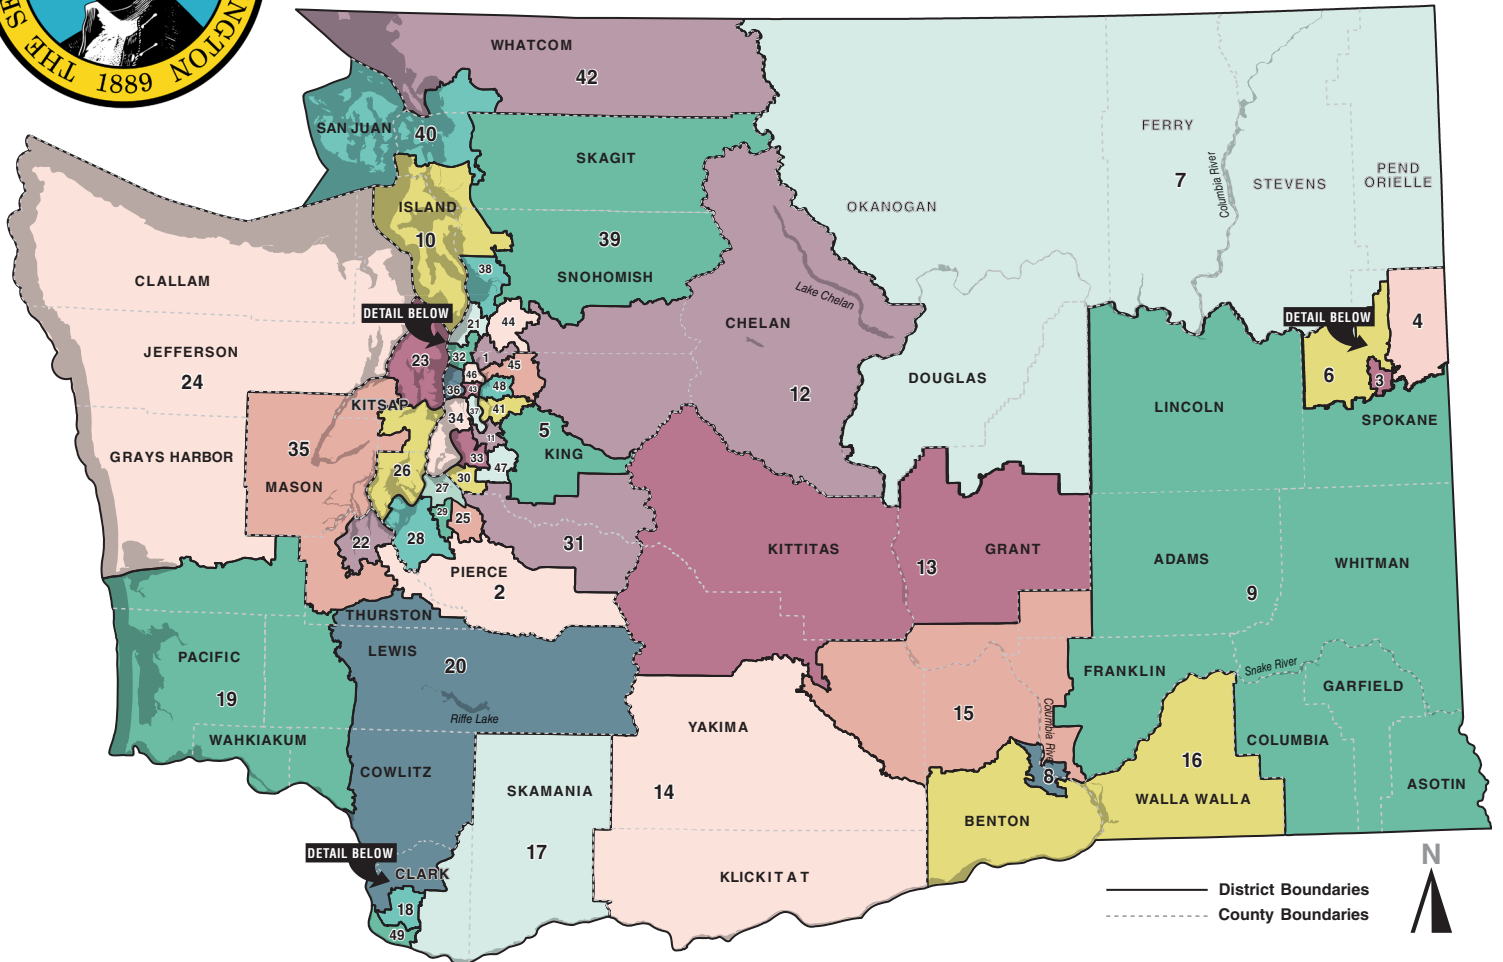 THE SE
1889
NGTON
WHATCOM
42
SAN JUAN
40
SKAGIT
FERRY
7
Columbia River
STEVENS
PEND
ORIELLE
ISLAND
10
OKANOGAN
39
SNOHOMISH
38
CLALLAM
Lake Chelan
DETAIL BELOW
21
44
CHELAN
DETAIL BELOW
4
JEFFERSON
24
23
32
1
45
46
36
43
48
12
DOUGLAS
6
3
KITSAP
37
41
34
LINCOLN
SPOKANE
35
GRAYS HARBOR
MASON
5
KING
11
33
47
26
30
27
29
25
22
28
31
KITTITAS
13
GRANT
ADAMS
9
WHITMAN
PIERCE
2
THURSTON
LEWIS
20
PACIFIC
19
Riffe Lake
WAHKIAKUM
COWLITZ
YAKIMA
14
15
Columbia River
FRANKLIN
Snake River
GARFIELD
COLUMBIA
ASOTIN
16
WALLA WALLA
8
BENTON
SKAMANIA
17
DETAIL BELOW
CLARK
18
49
KLICKITAT
N
District Boundaries
County Boundaries